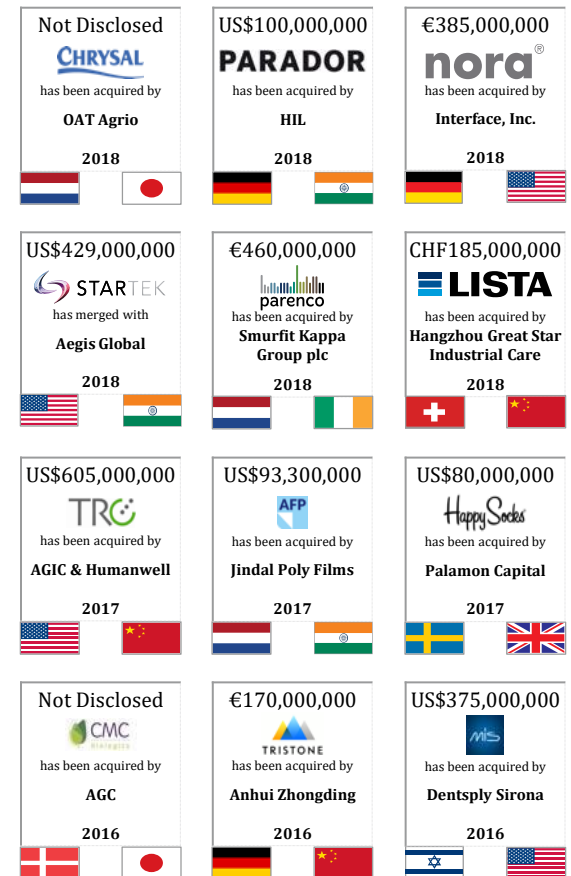 Not Disclosed
CHRYSAL
has been acquired by
OAT Agrio
2018
US$100,000,000
PARADOR
has been acquired by
HIL
2018
€385,000,000
nora®
has been acquired by
Interface, Inc.
2018
US$429,000,000
STARTEK
has merged with
Aegis Global
2018
€460,000,000
parenco
has been acquired by
Smurfit Kappa
Group plc
2018
CHF185,000,000
LISTA
has been acquired by
Hangzhou Great Star
Industrial Care
2018
US$605,000,000
TRC
has been acquired by
AGIC & Humanwell
2017
US$93,300,000
AFP
has been acquired by
Jindal Poly Films
2017
US$80,000,000
Happy Socks
has been acquired by
Palamon Capital
2017
Not Disclosed
CMC
biologics
has been acquired by
AGC
2016
€170,000,000
TRISTONE
has been acquired by
Anhui Zhongding
2016
US$375,000,000
mis
has been acquired by
Dentsply Sirona
2016